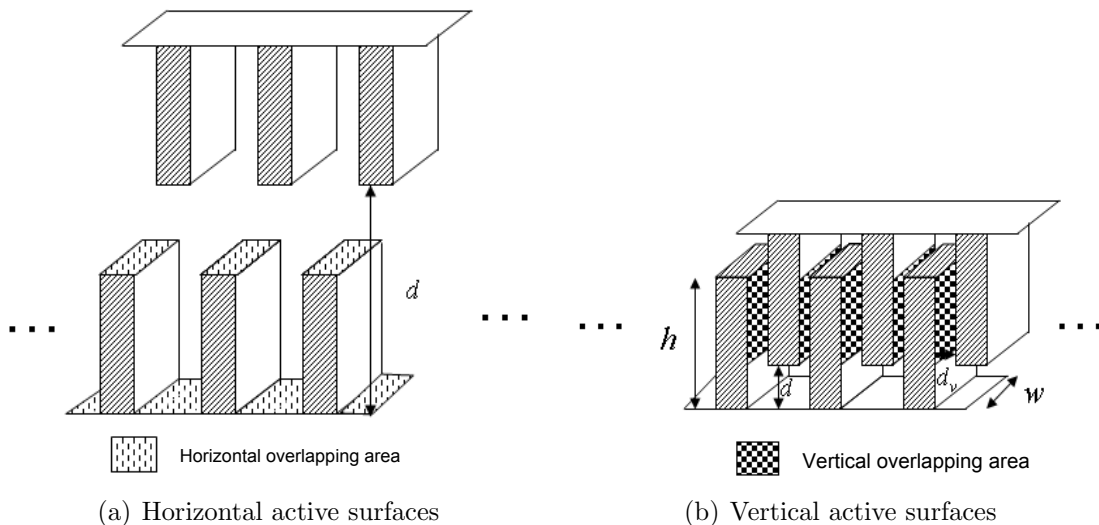 d
h
d
d_v
w
Horizontal overlapping area
Vertical overlapping area
(a) Horizontal active surfaces
(b) Vertical active surfaces